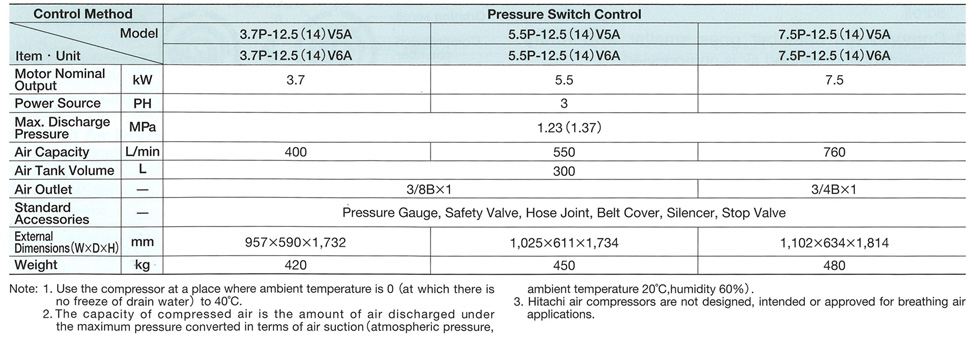 Control Method Pressure Switch Control
Model 3.7P-12.5(14)V5A 5.5P-12.5(14)V5A 7.5P-12.5(14)V5A
Item · Unit 3.7P-12.5(14)V6A 5.5P-12.5(14)V6A 7.5P-12.5(14)V6A
Motor Nominal
Output kW 3.7 5.5 7.5
Power Source PH 3
Max. Discharge
Pressure MPa 1.23(1.37)
Air Capacity L/min 400 550 760
Air Tank Volume L 300
Air Outlet — 3/8B×1 3/4B×1
Standard
Accessories — Pressure Gauge, Safety Valve, Hose Joint, Belt Cover, Silencer, Stop Valve
External
Dimensions(W×D×H) mm 957×590×1,732 1,025×611×1,734 1,102×634×1,814
Weight kg 420 450 480
Note: 1. Use the compressor at a place where ambient temperature is 0 (at which there is
no freeze of drain water) to 40℃.
2. The capacity of compressed air is the amount of air discharged under
the maximum pressure converted in terms of air suction (atmospheric pressure,
ambient temperature 20℃,humidity 60%).
3. Hitachi air compressors are not designed, intended or approved for breathing air
applications.